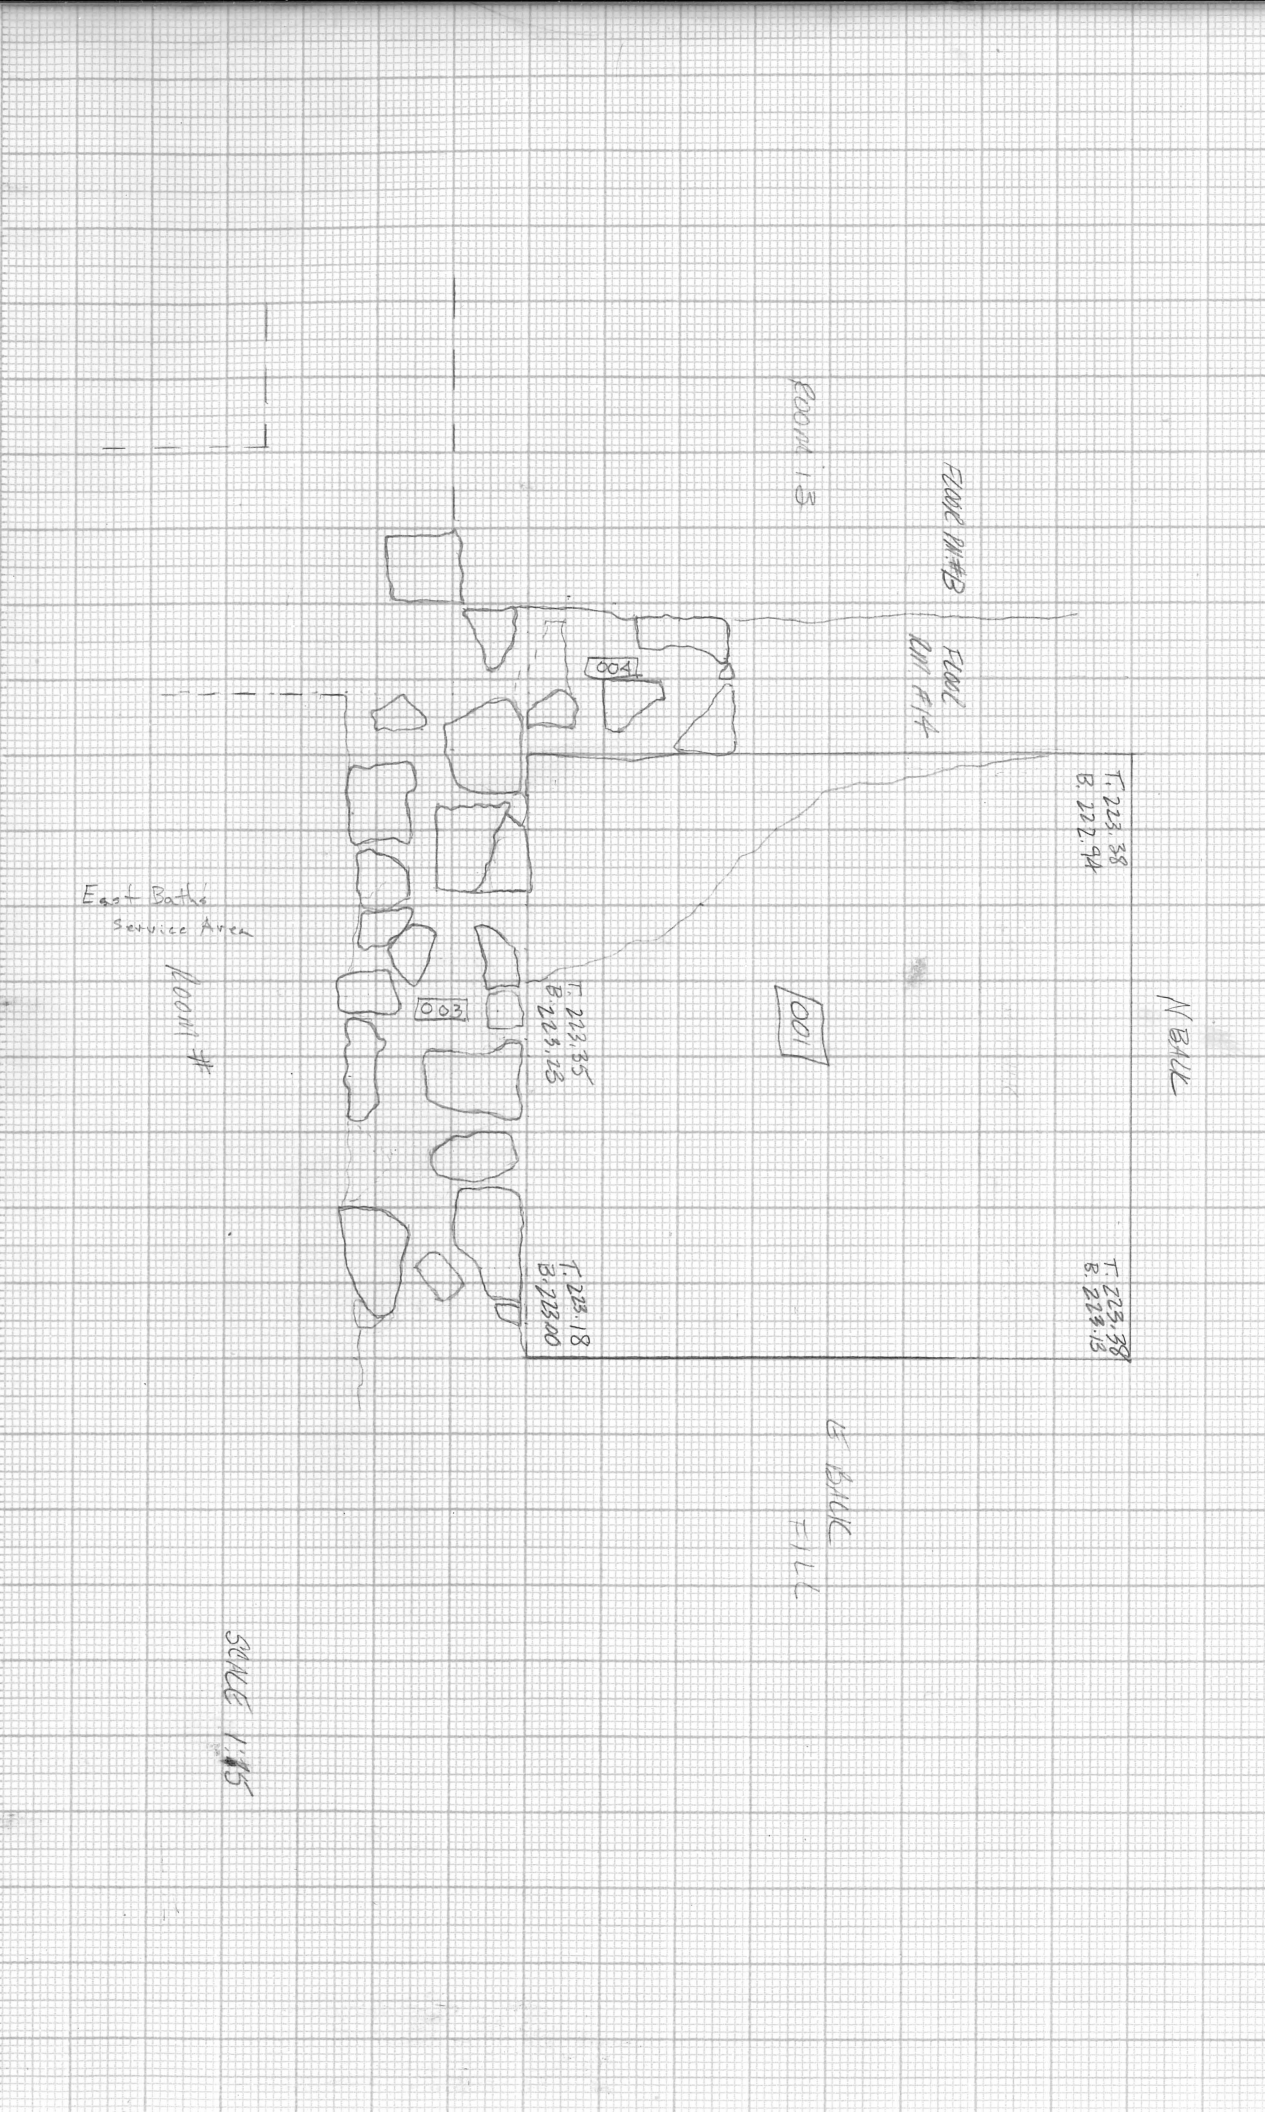 ROOM 13
FLOOR RM#13
FLOOR
RM #14
004
T. 223.38
B. 222.94
East Baths
Service Area
ROOM #
003
T. 223.35
B. 223.13
001
N BALK
T. 223.18
B. 223.00
T. 223.38
B. 223.13
E BALK
FILL
SCALE 1:15